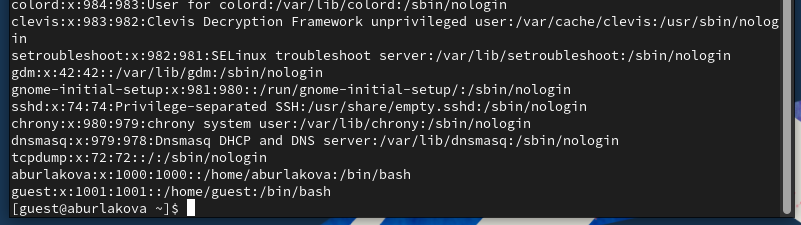 colord:x:984:983:User for colord:/var/lib/colord:/sbin/nologin
clevis:x:983:982:Clevis Decryption Framework unprivileged user:/var/cache/clevis:/usr/sbin/nolog
in
setroubleshoot:x:982:981:SELinux troubleshoot server:/var/lib/setroubleshoot:/sbin/nologin
gdm:x:42:42::/var/lib/gdm:/sbin/nologin
gnome-initial-setup:x:981:980::/run/gnome-initial-setup/:/sbin/nologin
sshd:x:74:74:Privilege-separated SSH:/usr/share/empty.sshd:/sbin/nologin
chrony:x:980:979:chrony system user:/var/lib/chrony:/sbin/nologin
dnsmasq:x:979:978:Dnsmasq DHCP and DNS server:/var/lib/dnsmasq:/sbin/nologin
tcpdump:x:72:72::/:/sbin/nologin
aburlakova:x:1000:1000::/home/aburlakova:/bin/bash
guest:x:1001:1001::/home/guest:/bin/bash
[guest@aburlakova ~]$